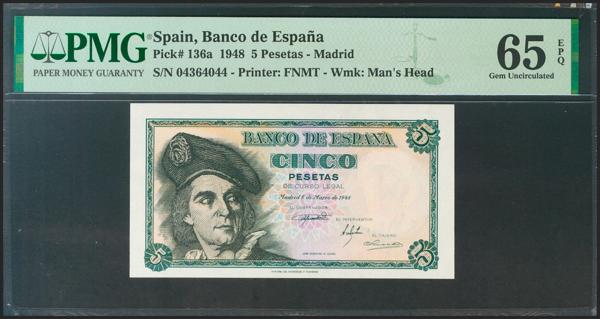 PMG
PAPER MONEY GUARANTY
Spain, Banco de España
Pick# 136a 1948 5 Pesetas - Madrid
S/N 04364044 - Printer: FNMT - Wmk: Man's Head
65 EPQ
Gem Uncirculated
BANCO DE ESPAÑA
5
CINCO
PESETAS
DE CURSO LEGAL
Madrid 5 de Marzo de 1948
EL GOBERNADOR
EL INTERVENTOR
EL CAJERO
5
5